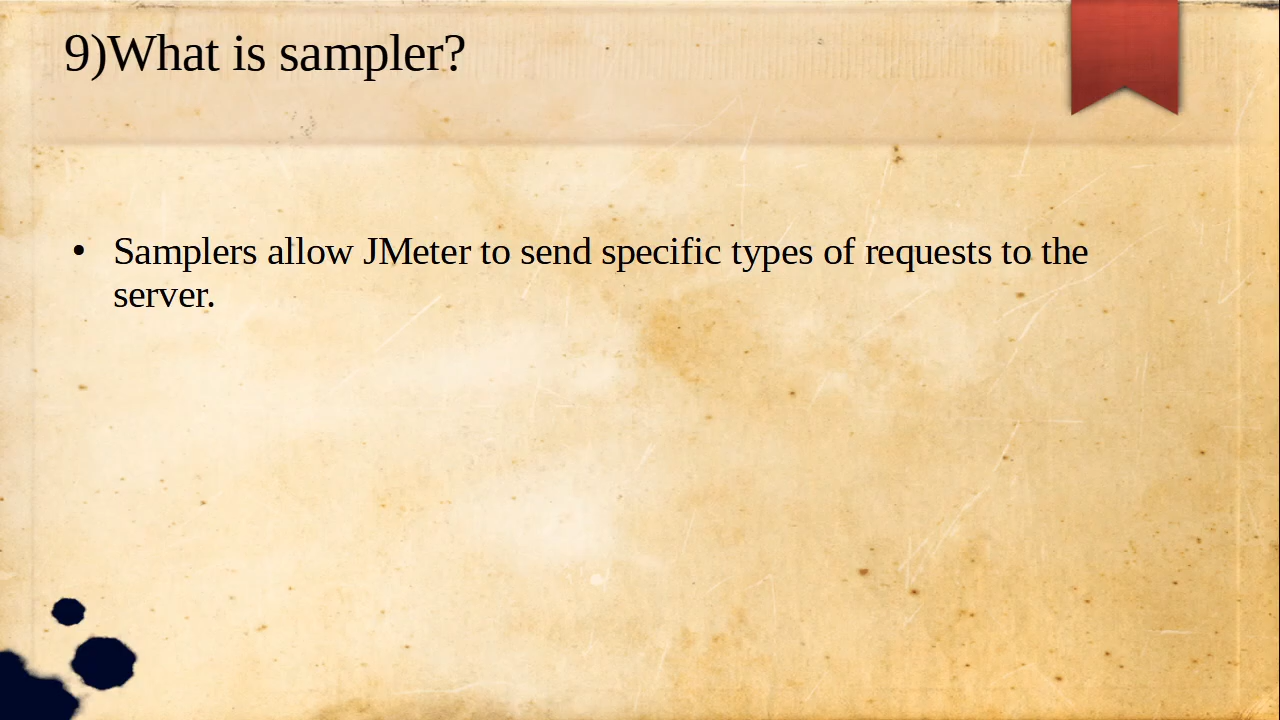 9)What is sampler?
• Samplers allow JMeter to send specific types of requests to the
server.